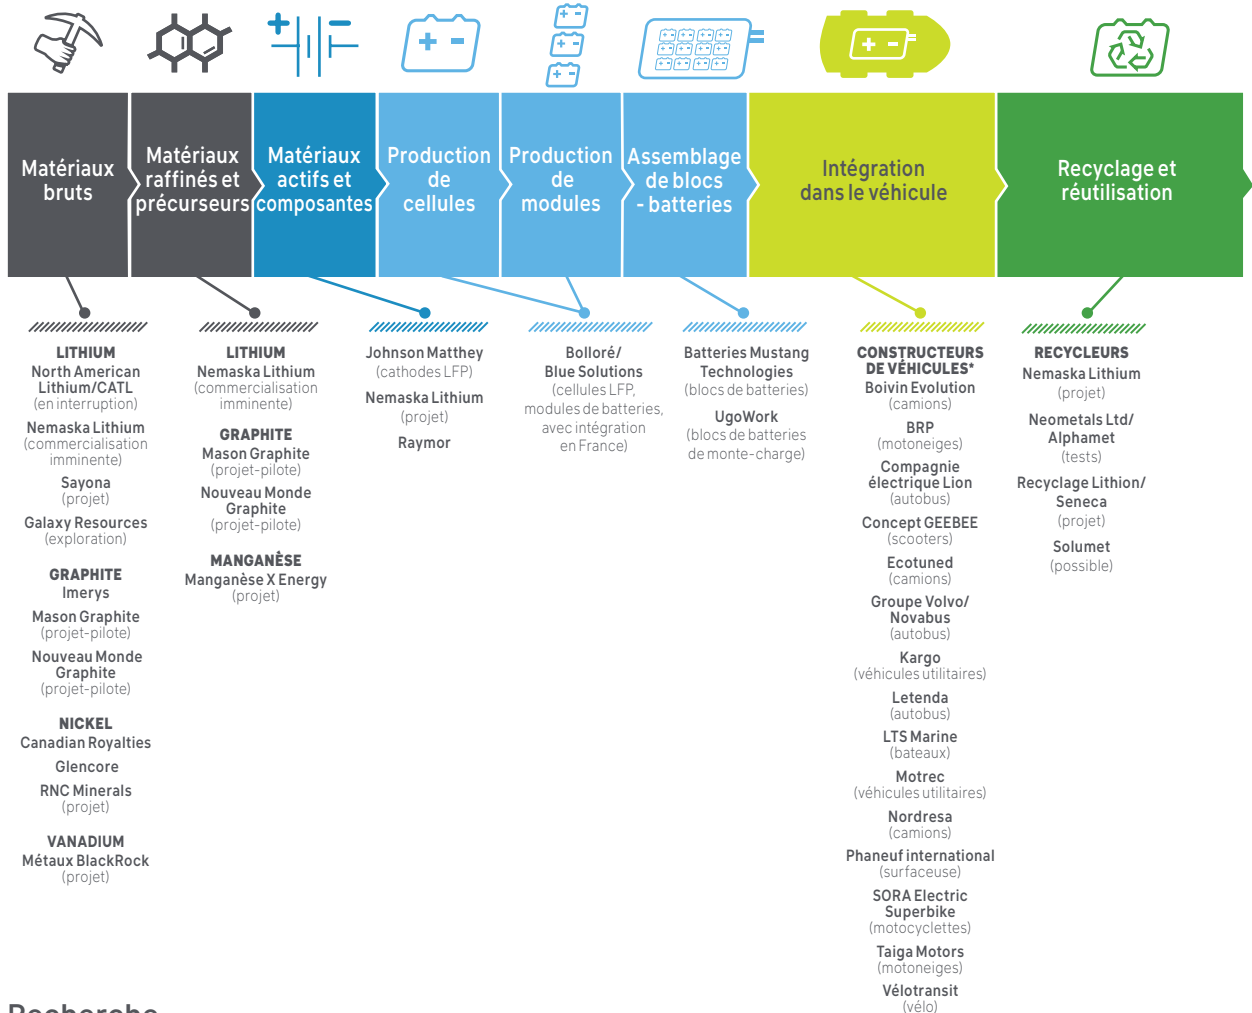 Matériaux
bruts
Matériaux
raffinés et
précurseurs
Matériaux
actifs et
composantes
Production
de
cellules
Production
de
modules
Assemblage
de blocs
- batteries
Intégration
dans le véhicule
Recyclage et
réutilisation
LITHIUM
North American
Lithium/CATL
(en interruption)
Nemaska Lithium
(commercialisation
imminente)
Sayona
(projet)
Galaxy Resources
(exploration)
GRAPHITE
Imerys
Mason Graphite
(projet-pilote)
Nouveau Monde
Graphite
(projet-pilote)
NICKEL
Canadian Royalties
Glencore
RNC Minerals
(projet)
VANADIUM
Métaux BlackRock
(projet)
LITHIUM
Nemaska Lithium
(commercialisation
imminente)
GRAPHITE
Mason Graphite
(projet-pilote)
Nouveau Monde
Graphite
(projet-pilote)
MANGANÈSE
Manganèse X Energy
(projet)
Johnson Matthey
(cathodes LFP)
Nemaska Lithium
(projet)
Raymor
Bolloré/
Blue Solutions
(cellules LFP,
modules de batteries,
avec intégration
en France)
Batteries Mustang
Technologies
(blocs de batteries)
UgoWork
(blocs de batteries
de monte-charge)
CONSTRUCTEURS
DE VÉHICULES*
Boivin Evolution
(camions)
BRP
(motoneiges)
Compagnie
électrique Lion
(autobus)
Concept GEEBEE
(scooters)
Ecotuned
(camions)
Groupe Volvo/
Novabus
(autobus)
Kargo
(véhicules utilitaires)
Letenda
(autobus)
LTS Marine
(bateaux)
Motrec
(véhicules utilitaires)
Nordresa
(camions)
Phaneuf international
(surfaceuse)
SORA Electric
Superbike
(motocyclettes)
Taiga Motors
(motoneiges)
Vélotransit
(vélo)
RECYCLEURS
Nemaska Lithium
(projet)
Neometals Ltd/
Alphamet
(tests)
Recyclage Lithion/
Seneca
(projet)
Solumet
(possible)
Recherche